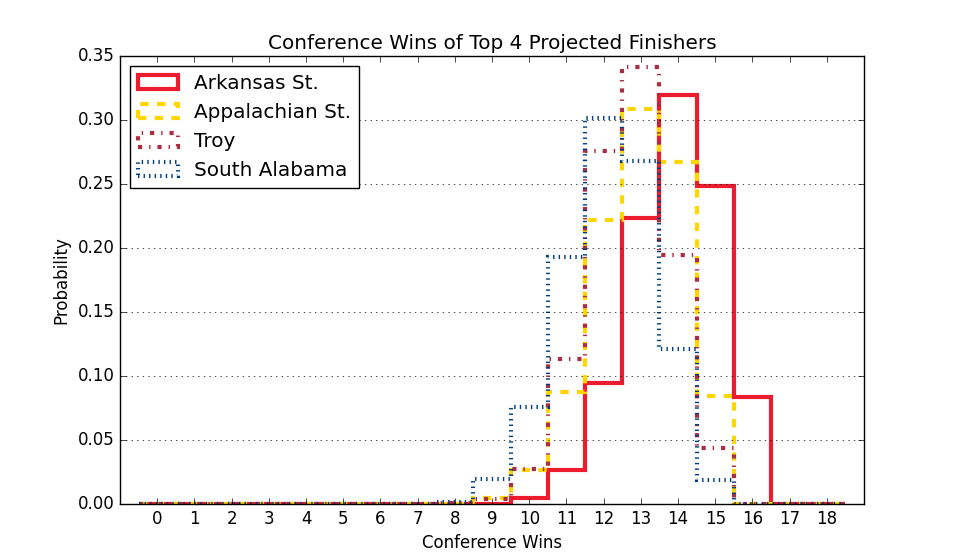 Conference Wins of Top 4 Projected Finishers
0.35
0.30
0.25
0.20
0.15
0.10
0.05
0.00
Probability
Arkansas St.
Appalachian St.
Troy
South Alabama
0 1 2 3 4 5 6 7 8 9 10 11 12 13 14 15 16 17 18
Conference Wins